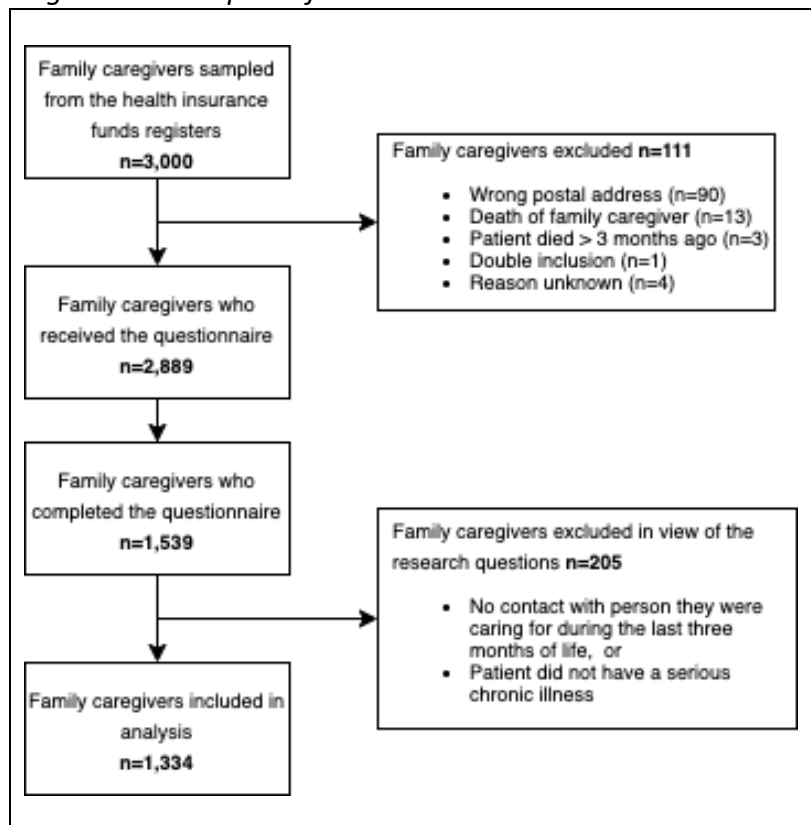 Family caregivers sampled
from the health insurance
funds registers
n=3,000
Family caregivers excluded n=111
• Wrong postal address (n=90)
• Death of family caregiver (n=13)
• Patient died > 3 months ago (n=3)
• Double inclusion (n=1)
• Reason unknown (n=4)
Family caregivers who
received the questionnaire
n=2,889
Family caregivers who
completed the questionnaire
n=1,539
Family caregivers excluded in view of the
research questions n=205
• No contact with person they were
caring for during the last three
months of life, or
• Patient did not have a serious
chronic illness
Family caregivers included in
analysis
n=1,334